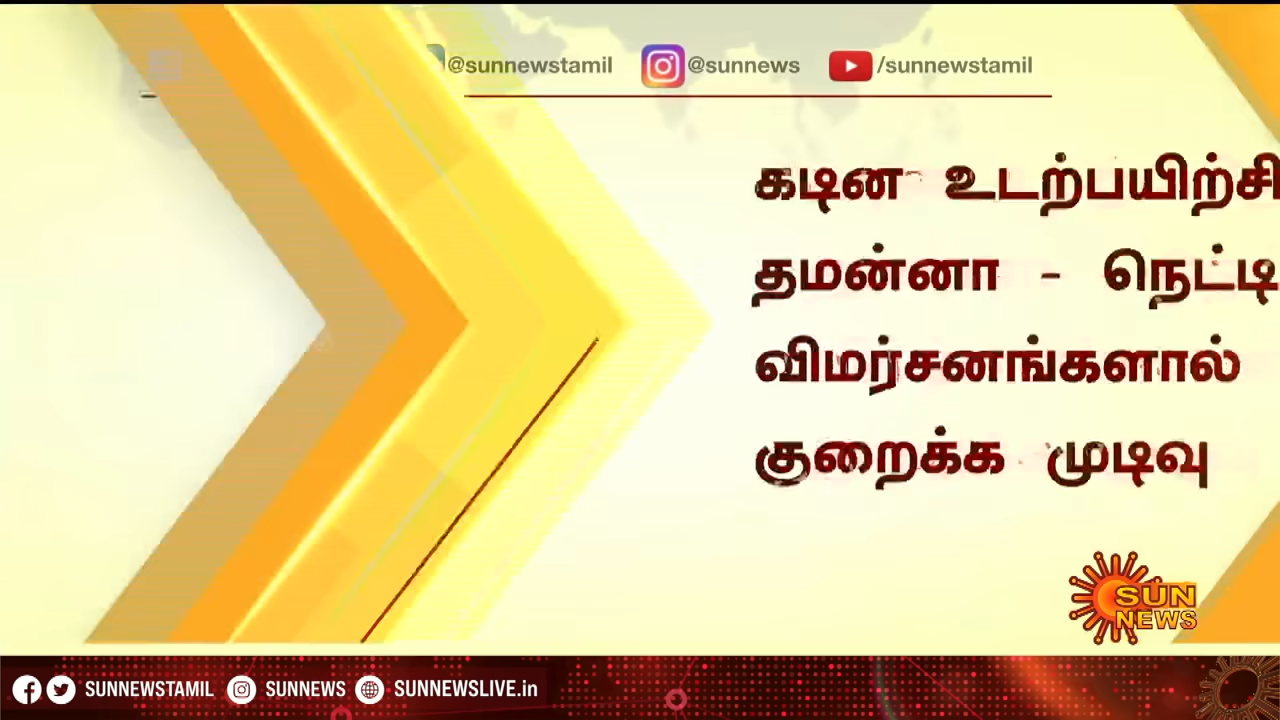 @sunnewstamil @sunnews /sunnewstamil
கடின உடற்பயிற்சி
தமன்னா -
விமர்சனங்களால்
குறைக்க முடிவு
SUN
NEWS
SUNNEWSTAMIL SUNNEWS SUNNEWSLIVE.in